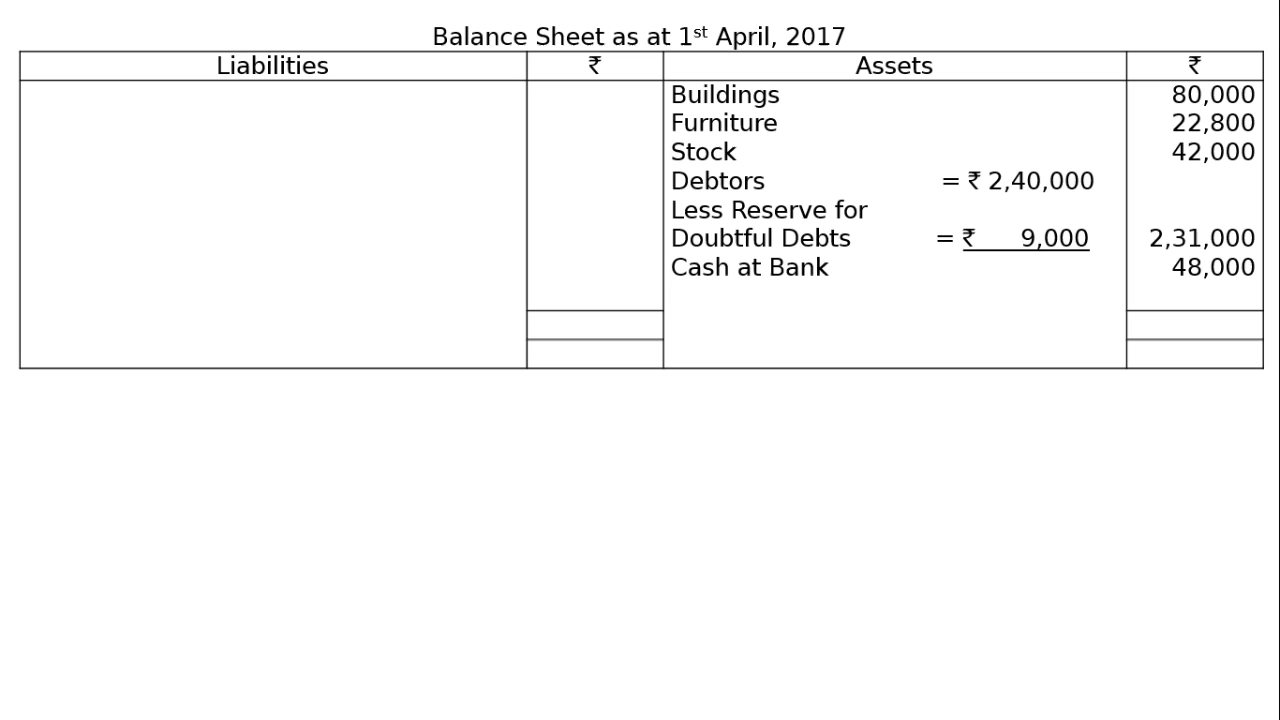 Balance Sheet as at 1st April, 2017
Liabilities ₹ Assets ₹
Buildings 80,000
Furniture 22,800
Stock 42,000
Debtors = ₹ 2,40,000
Less Reserve for
Doubtful Debts = ₹ 9,000 2,31,000
Cash at Bank 48,000